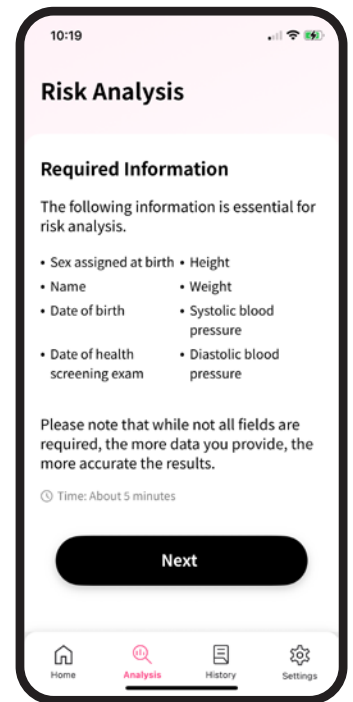 10:19
Risk Analysis
Required Information
The following information is essential for
risk analysis.
• Sex assigned at birth • Height
• Name • Weight
• Date of birth • Systolic blood
pressure
• Date of health • Diastolic blood
screening exam pressure
Please note that while not all fields are
required, the more data you provide, the
more accurate the results.
Time: About 5 minutes
Next
Home Analysis History Settings